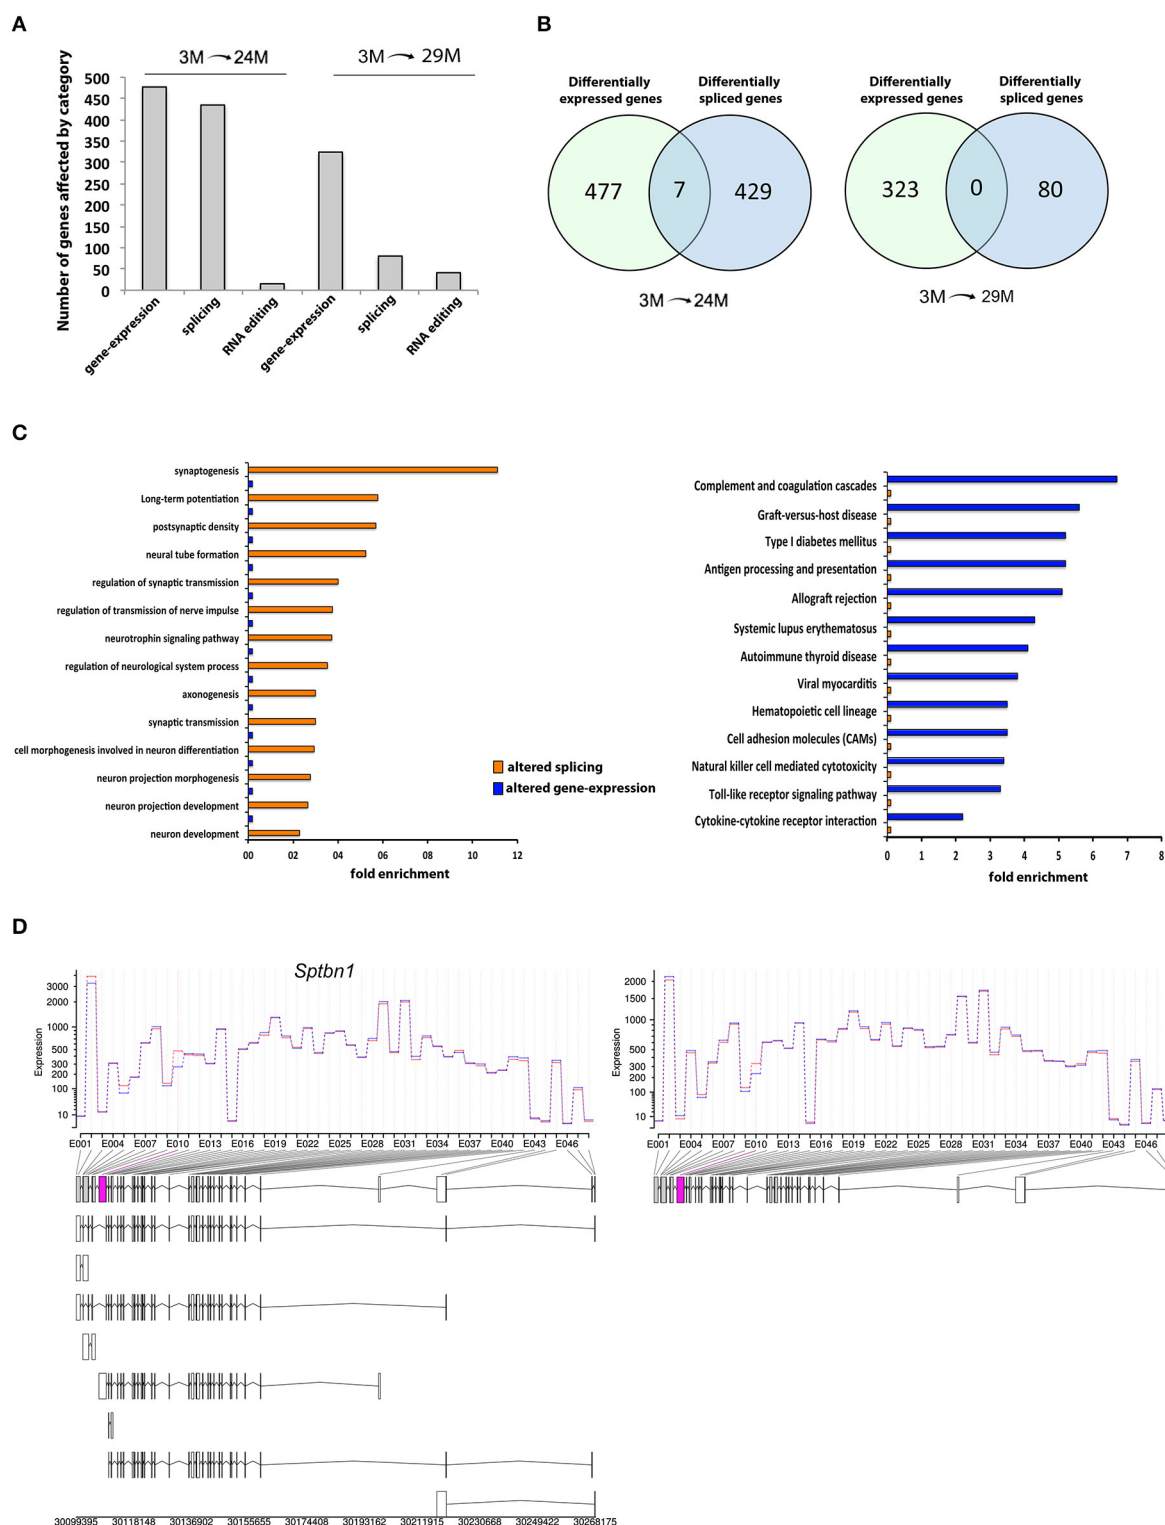 A
3M 24M
3M 29M
Number of genes affected by category
500
450
400
350
300
250
200
150
100
50
0
gene-expression
splicing
RNA editing
gene-expression
splicing
RNA editing
B
Differentially expressed genes
Differentially spliced genes
477
7
429
3M 24M
Differentially expressed genes
Differentially spliced genes
323
0
80
3M 29M
C
synaptogenesis
Long-term potentiation
postsynaptic density
neural tube formation
regulation of synaptic transmission
regulation of transmission of nerve impulse
neurotrophin signaling pathway
regulation of neurological system process
axonogenesis
synaptic transmission
cell morphogenesis involved in neuron differentiation
neuron projection morphogenesis
neuron projection development
neuron development
00 02 04 06 08 10 12
fold enrichment
altered splicing
altered gene-expression
Complement and coagulation cascades
Graft-versus-host disease
Type I diabetes mellitus
Antigen processing and presentation
Allograft rejection
Systemic lupus erythematosus
Autoimmune thyroid disease
Viral myocarditis
Hematopoietic cell lineage
Cell adhesion molecules (CAMs)
Natural killer cell mediated cytotoxicity
Toll-like receptor signaling pathway
Cytokine-cytokine receptor interaction
0 1 2 3 4 5 6 7 8
fold enrichment
D
Sptbn1
Expression
3000
2000
1000
500
300
200
100
10
E001 E004 E007 E010 E013 E016 E019 E022 E025 E028 E031 E034 E037 E040 E043 E046
30099395 30118148 30136902 30155655 30174408 30193162 30211915 30230668 30249422 30268175
Expression
2000
1500
1000
500
300
200
100
10
E001 E004 E007 E010 E013 E016 E019 E022 E025 E028 E031 E034 E037 E040 E043 E046